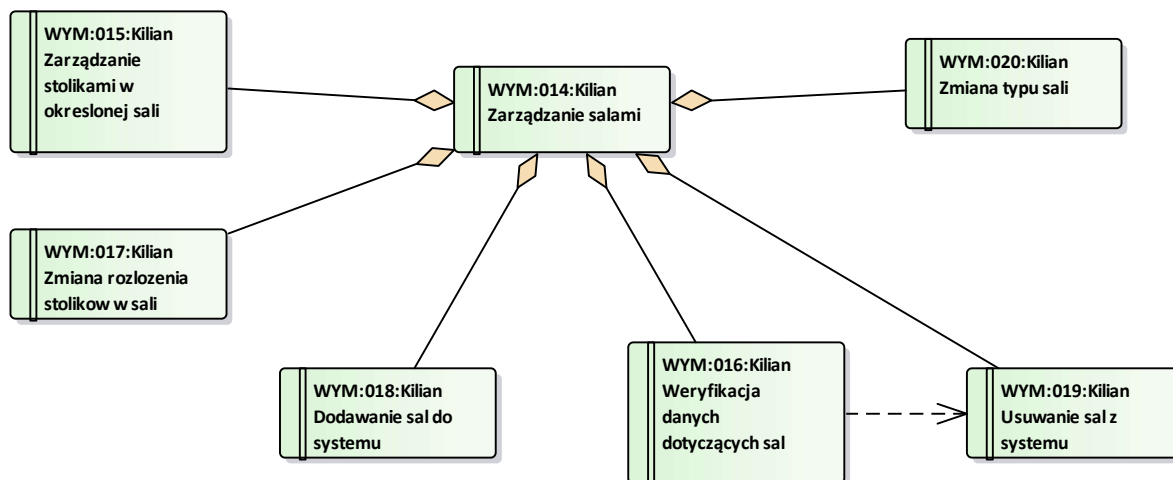 WYM:015:Kilian
Zarządzanie
stolikami w
okreslonej sali
WYM:014:Kilian
Zarządzanie salami
WYM:020:Kilian
Zmiana typu sali
WYM:017:Kilian
Zmiana rozlozenia
stolikow w sali
WYM:018:Kilian
Dodawanie sal do
systemu
WYM:016:Kilian
Weryfikacja
danych
dotyczących sal
WYM:019:Kilian
Usuwanie sal z
systemu